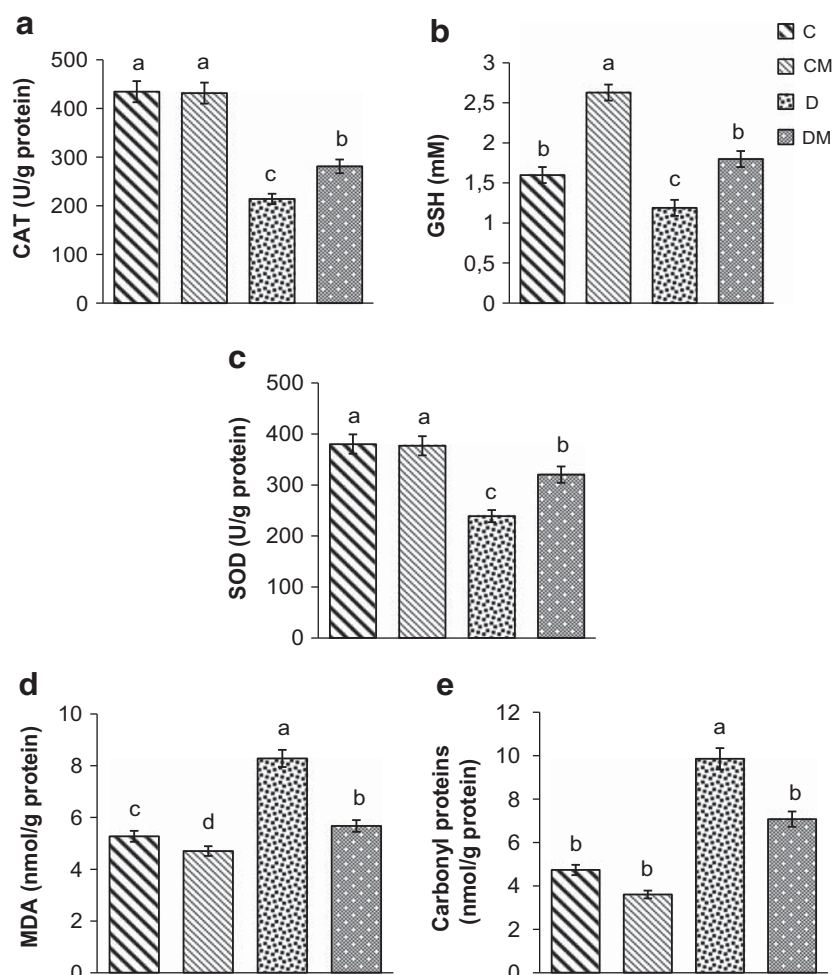 a
CAT (U/g protein)
500
400
300
200
100
0
a
a
c
b
b
GSH (mM)
3
2,5
2
1,5
1
0,5
0
b
a
c
b
C
CM
D
DM
c
SOD (U/g protein)
500
400
300
200
100
0
a
a
c
b
d
MDA (nmol/g protein)
10
8
6
4
2
0
c
d
a
b
e
Carbonyl proteins
(nmol/g protein)
12
10
8
6
4
2
0
b
b
a
b